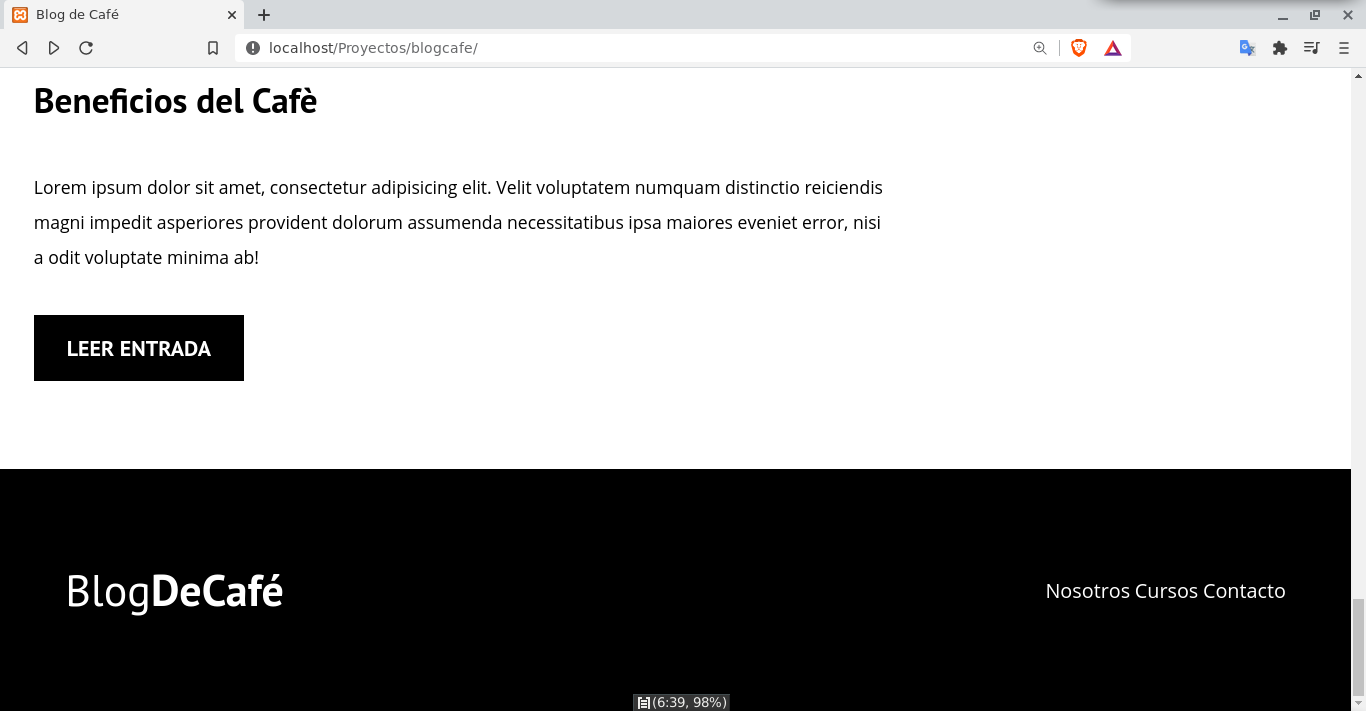 Blog de Café
localhost/Proyectos/blogcafe/
Beneficios del Cafè
Lorem ipsum dolor sit amet, consectetur adipisicing elit. Velit voluptatem numquam distinctio reiciendis
magni impedit asperiores provident dolorum assumenda necessitatibus ipsa maiores eveniet error, nisi
a odit voluptate minima ab!
LEER ENTRADA
BlogDeCafé
Nosotros Cursos Contacto
(6:39, 98%)